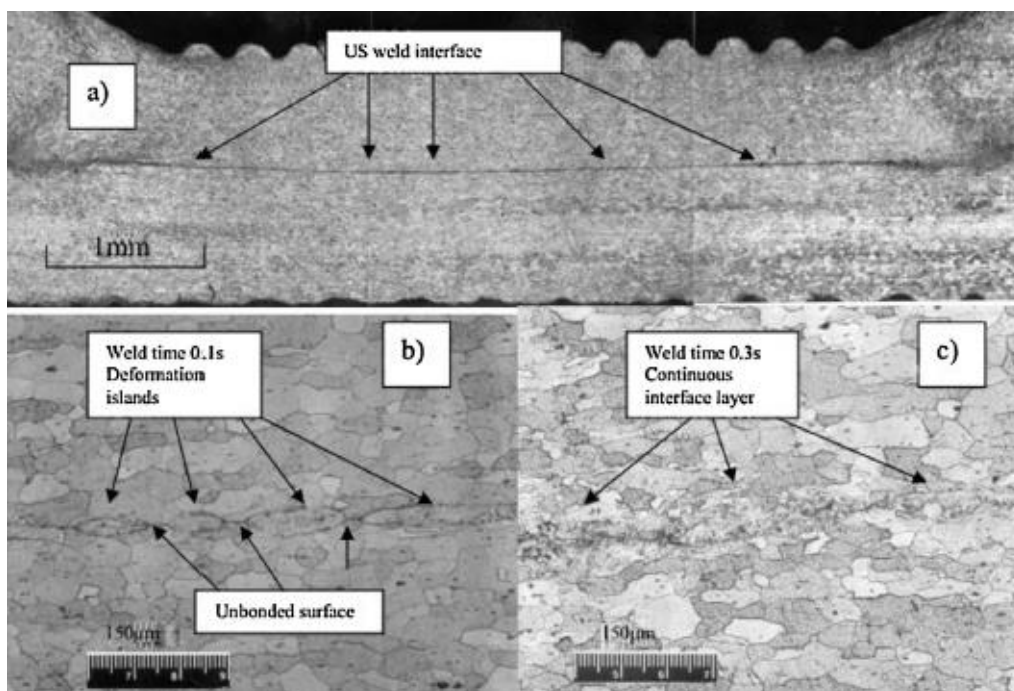 US weld interface
a)
1mm
Weld time 0.1s
Deformation
islands
b)
Unbonded surface
150μm
Weld time 0.3s
Continuous
interface layer
c)
150μm